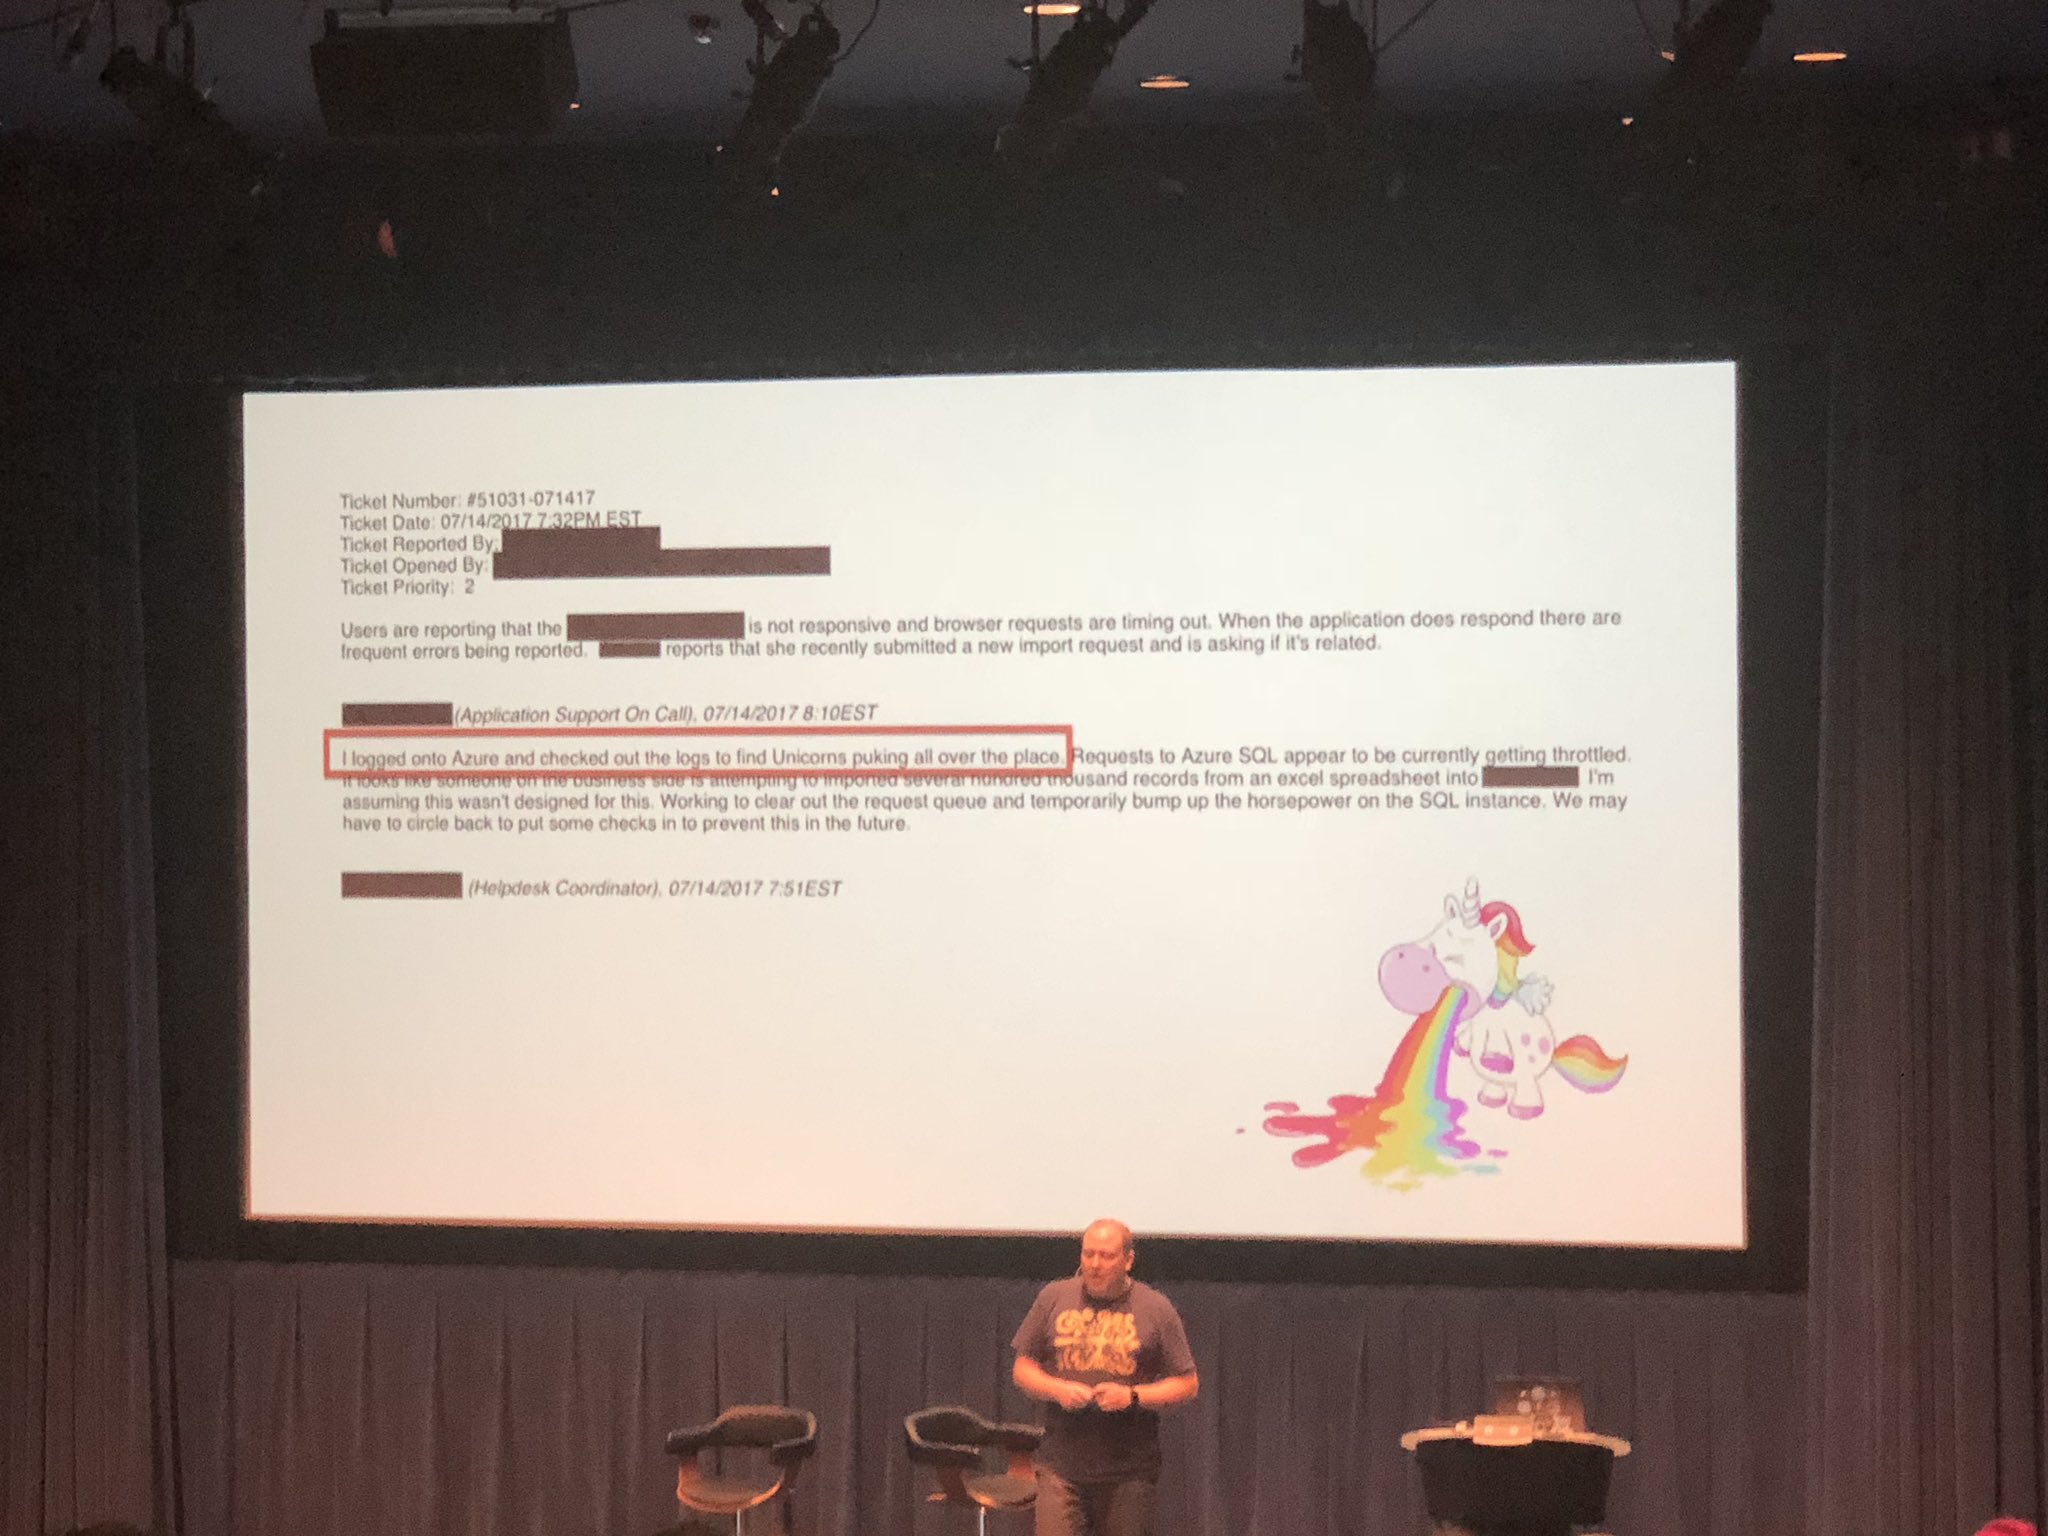 Ticket Number: #51031-071417
Ticket Date: 07/14/2017 7:32PM EST
Ticket Reported By:
Ticket Opened By:
Ticket Priority: 2
Users are reporting that the is not responsive and browser requests are timing out. When the application does respond there are
frequent errors being reported. reports that she recently submitted a new import request and is asking if it's related.
(Application Support On Call), 07/14/2017 8:10EST
I logged onto Azure and checked out the logs to find Unicorns puking all over the place. Requests to Azure SQL appear to be currently getting throttled.
It looks like someone on the business side is attempting to imported several hundred thousand records from an excel spreadsheet into I'm
assuming this wasn't designed for this. Working to clear out the request queue and temporarily bump up the horsepower on the SQL instance. We may
have to circle back to put some checks in to prevent this in the future.
(Helpdesk Coordinator), 07/14/2017 7:51EST